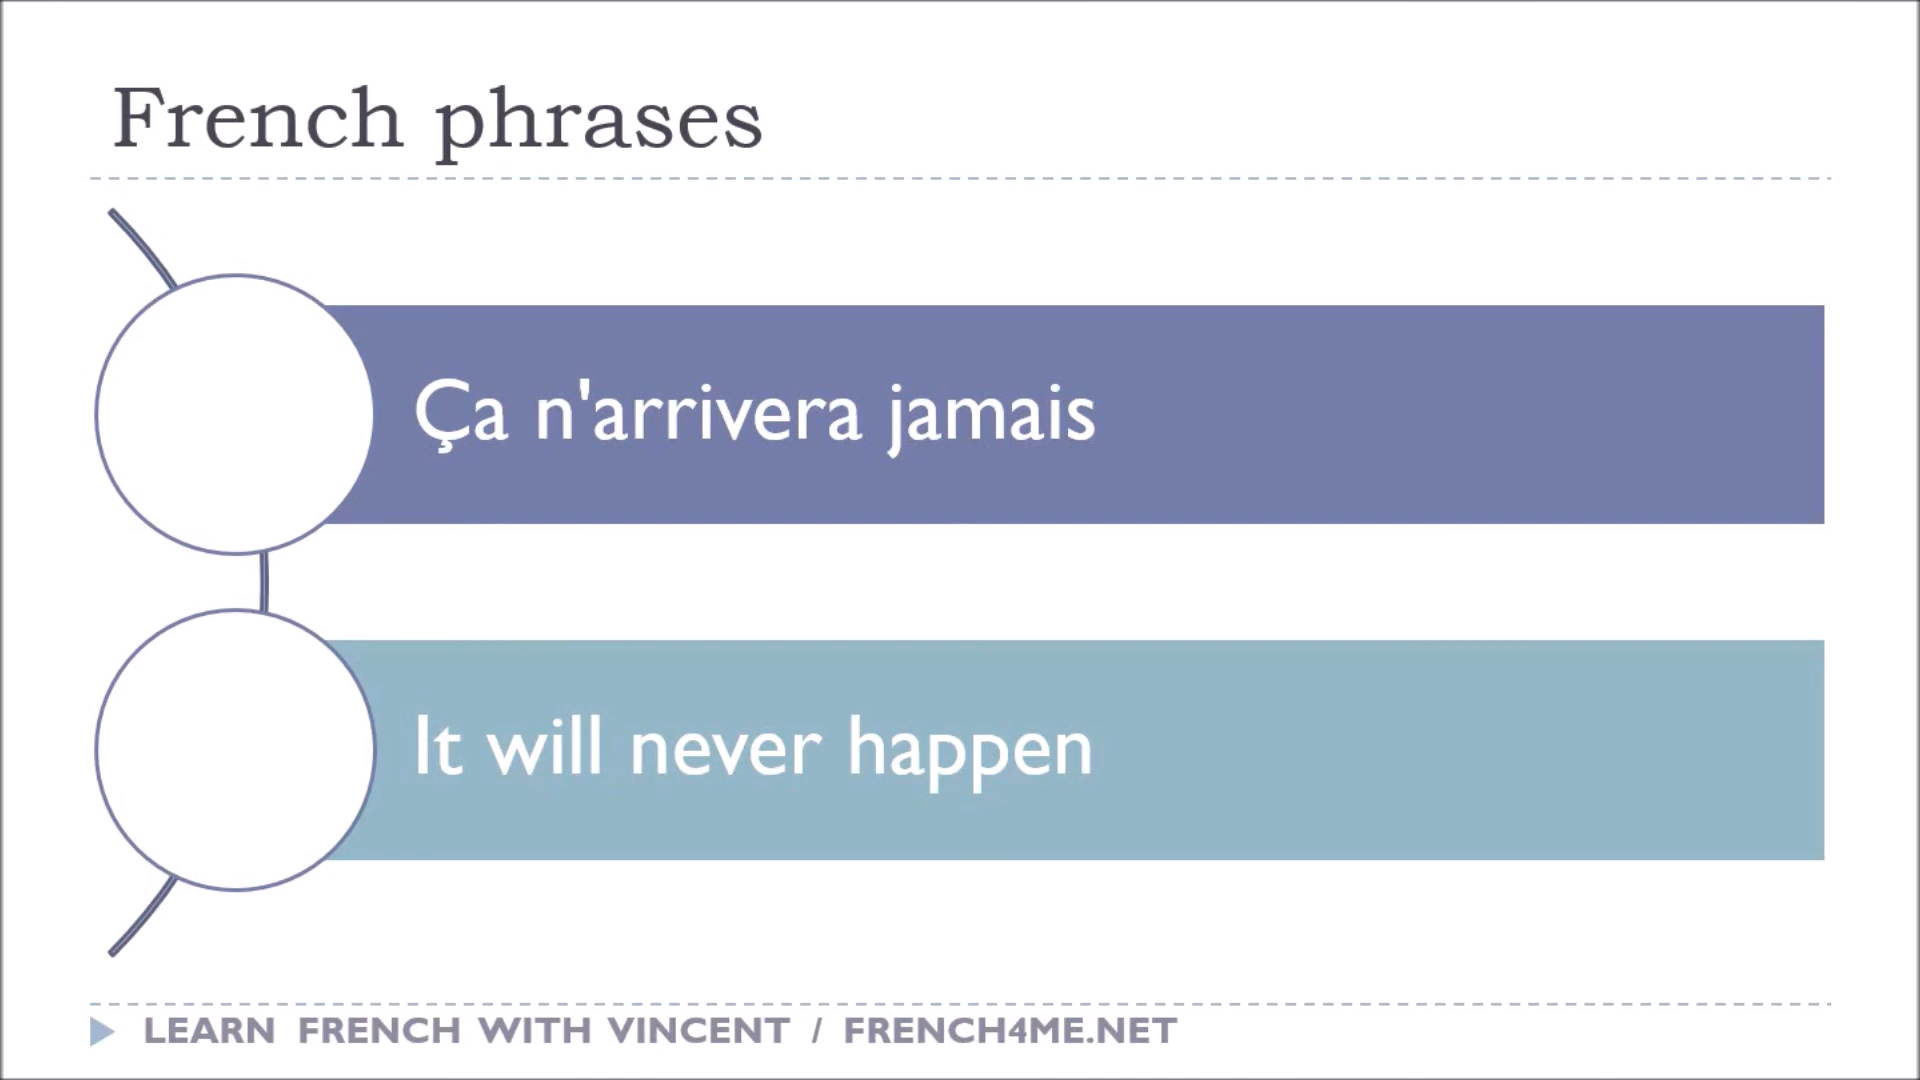 French phrases
Ça n'arrivera jamais
It will never happen
LEARN FRENCH WITH VINCENT / FRENCH4ME.NET